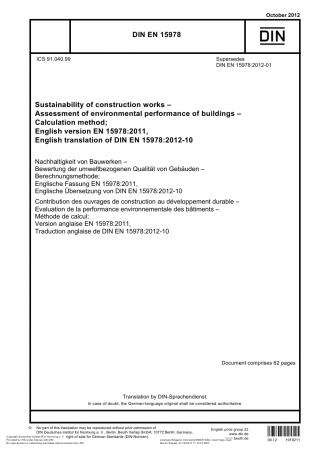 October 2012
DIN EN 15978
DIN
ICS 91.040.99
Supersedes
DIN EN 15978:2012-01
Sustainability of construction works –
Assessment of environmental performance of buildings –
Calculation method;
English version EN 15978:2011,
English translation of DIN EN 15978:2012-10
Nachhaltigkeit von Bauwerken –
Bewertung der umweltbezogenen Qualität von Gebäuden –
Berechnungsmethode;
Englische Fassung EN 15978:2011,
Englische Übersetzung von DIN EN 15978:2012-10
Contribution des ouvrages de construction au développement durable –
Evaluation de la performance environnementale des bâtiments –
Méthode de calcul;
Version anglaise EN 15978:2011,
Traduction anglaise de DIN EN 15978:2012-10
Document comprises 62 pages
Translation by DIN-Sprachendienst.
In case of doubt, the German-language original shall be considered authoritative.
© No part of this translation may be reproduced without prior permission of
DIN Deutsches Institut für Normung e. V., Berlin. Beuth Verlag GmbH, 10772 Berlin, Germany,
right of sale for German Standards (DIN-Normen).
English price group 22
www.din.de
beuth.de